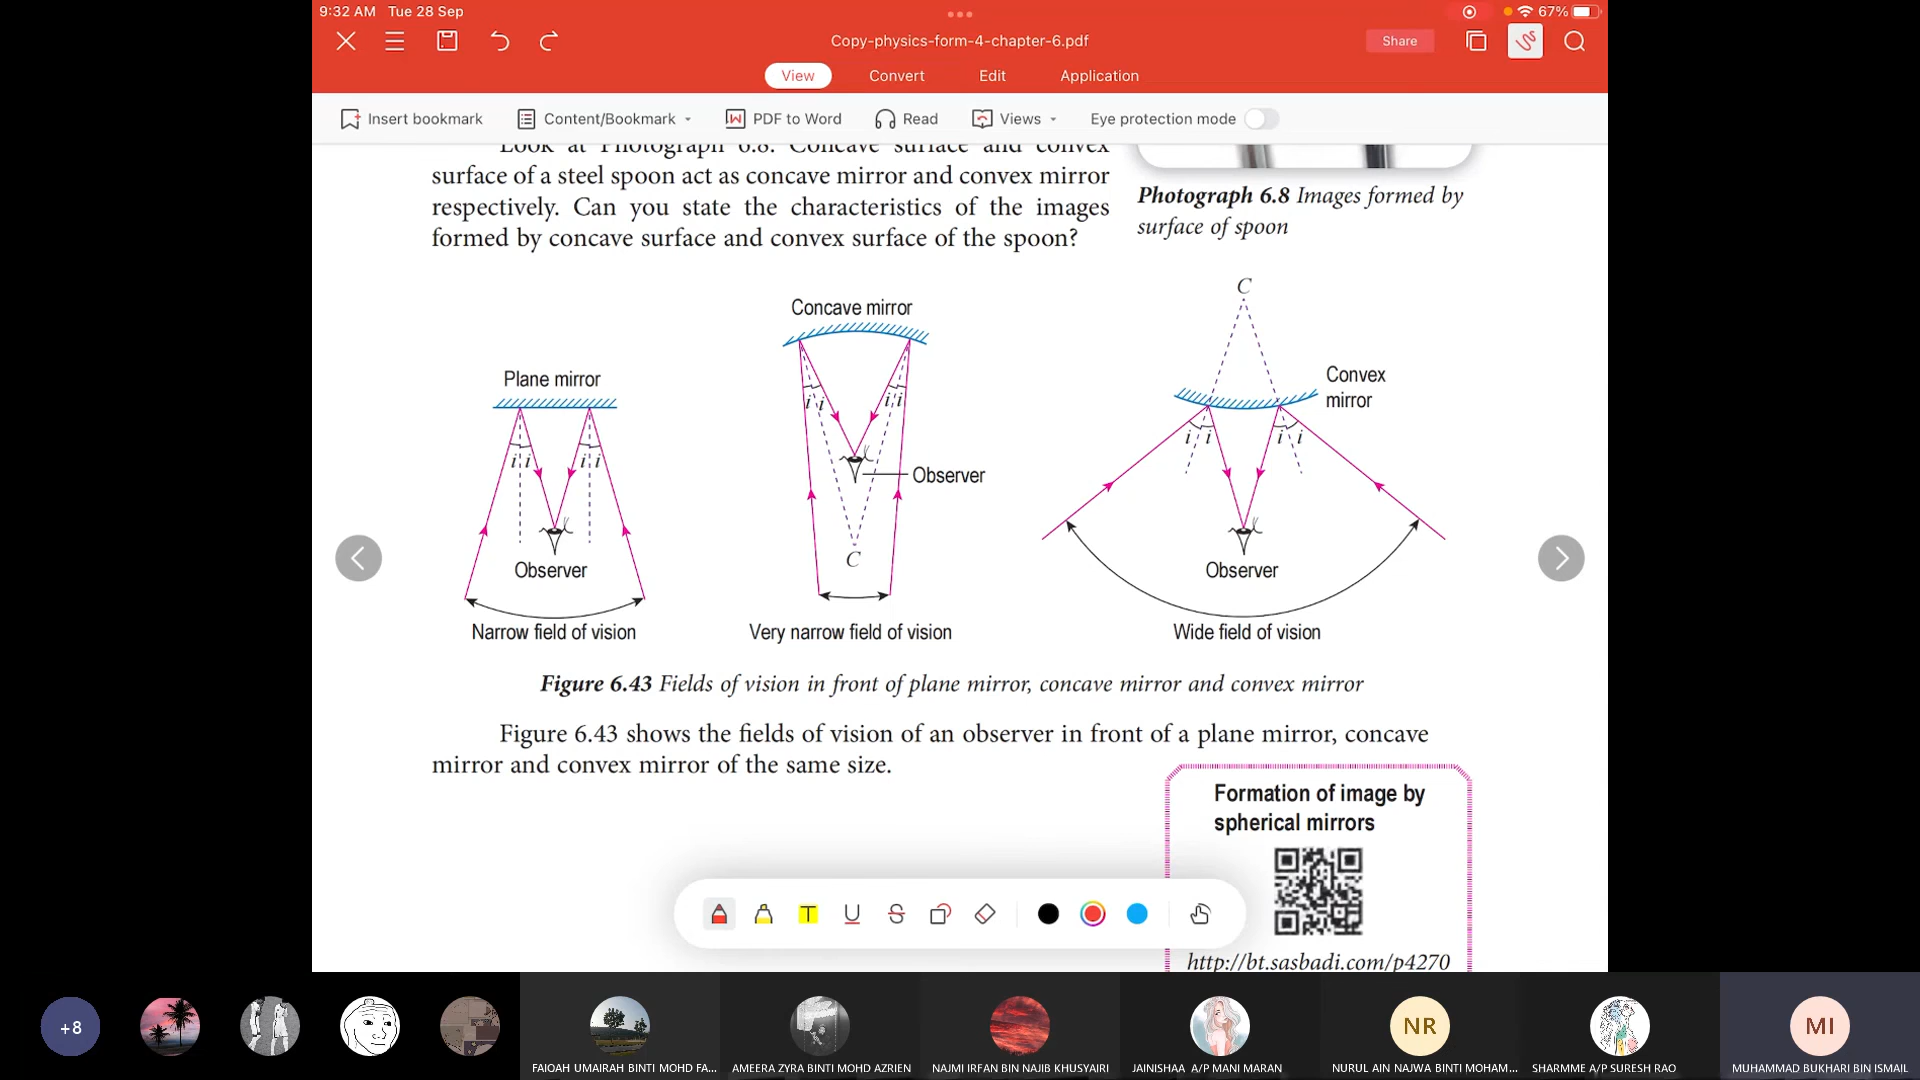 9:32 AM Tue 28 Sep
67%
Copy-physics-form-4-chapter-6.pdf
Share
View Convert Edit Application
Insert bookmark Content/Bookmark PDF to Word Read Views Eye protection mode
Look at Photograph 6.8. Concave surface and convex
surface of a steel spoon act as concave mirror and convex mirror
respectively. Can you state the characteristics of the images
formed by concave surface and convex surface of the spoon?
Photograph 6.8 Images formed by
surface of spoon
Plane mirror
i i
i i
Observer
Narrow field of vision
Concave mirror
i i
i i
Observer
C
Very narrow field of vision
C
Convex
mirror
i i
i i
Observer
Wide field of vision
Figure 6.43 Fields of vision in front of plane mirror, concave mirror and convex mirror
Figure 6.43 shows the fields of vision of an observer in front of a plane mirror, concave
mirror and convex mirror of the same size.
Formation of image by
spherical mirrors
http://bt.sasbadi.com/p4270
T U S
+8
NR
MI
FAIQAH UMAIRAH BINTI MOHD FA...
AMEERA ZYRA BINTI MOHD AZRIEN
NAJMI IRFAN BIN NAJIB KHUSYAIRI
JAINISHAA A/P MANI MARAN
NURUL AIN NAJWA BINTI MOHAM...
SHARMME A/P SURESH RAO
MUHAMMAD BUKHARI BIN ISMAIL